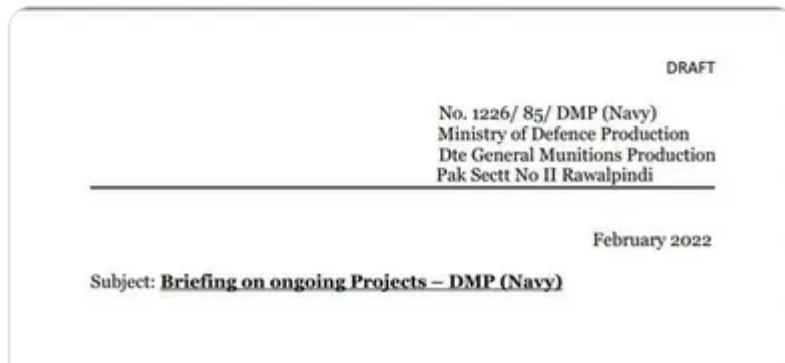 DRAFT
No. 1226/ 85/ DMP (Navy)
Ministry of Defence Production
Dte General Munitions Production
Pak Sectt No II Rawalpindi
February 2022
Subject: Briefing on ongoing Projects – DMP (Navy)